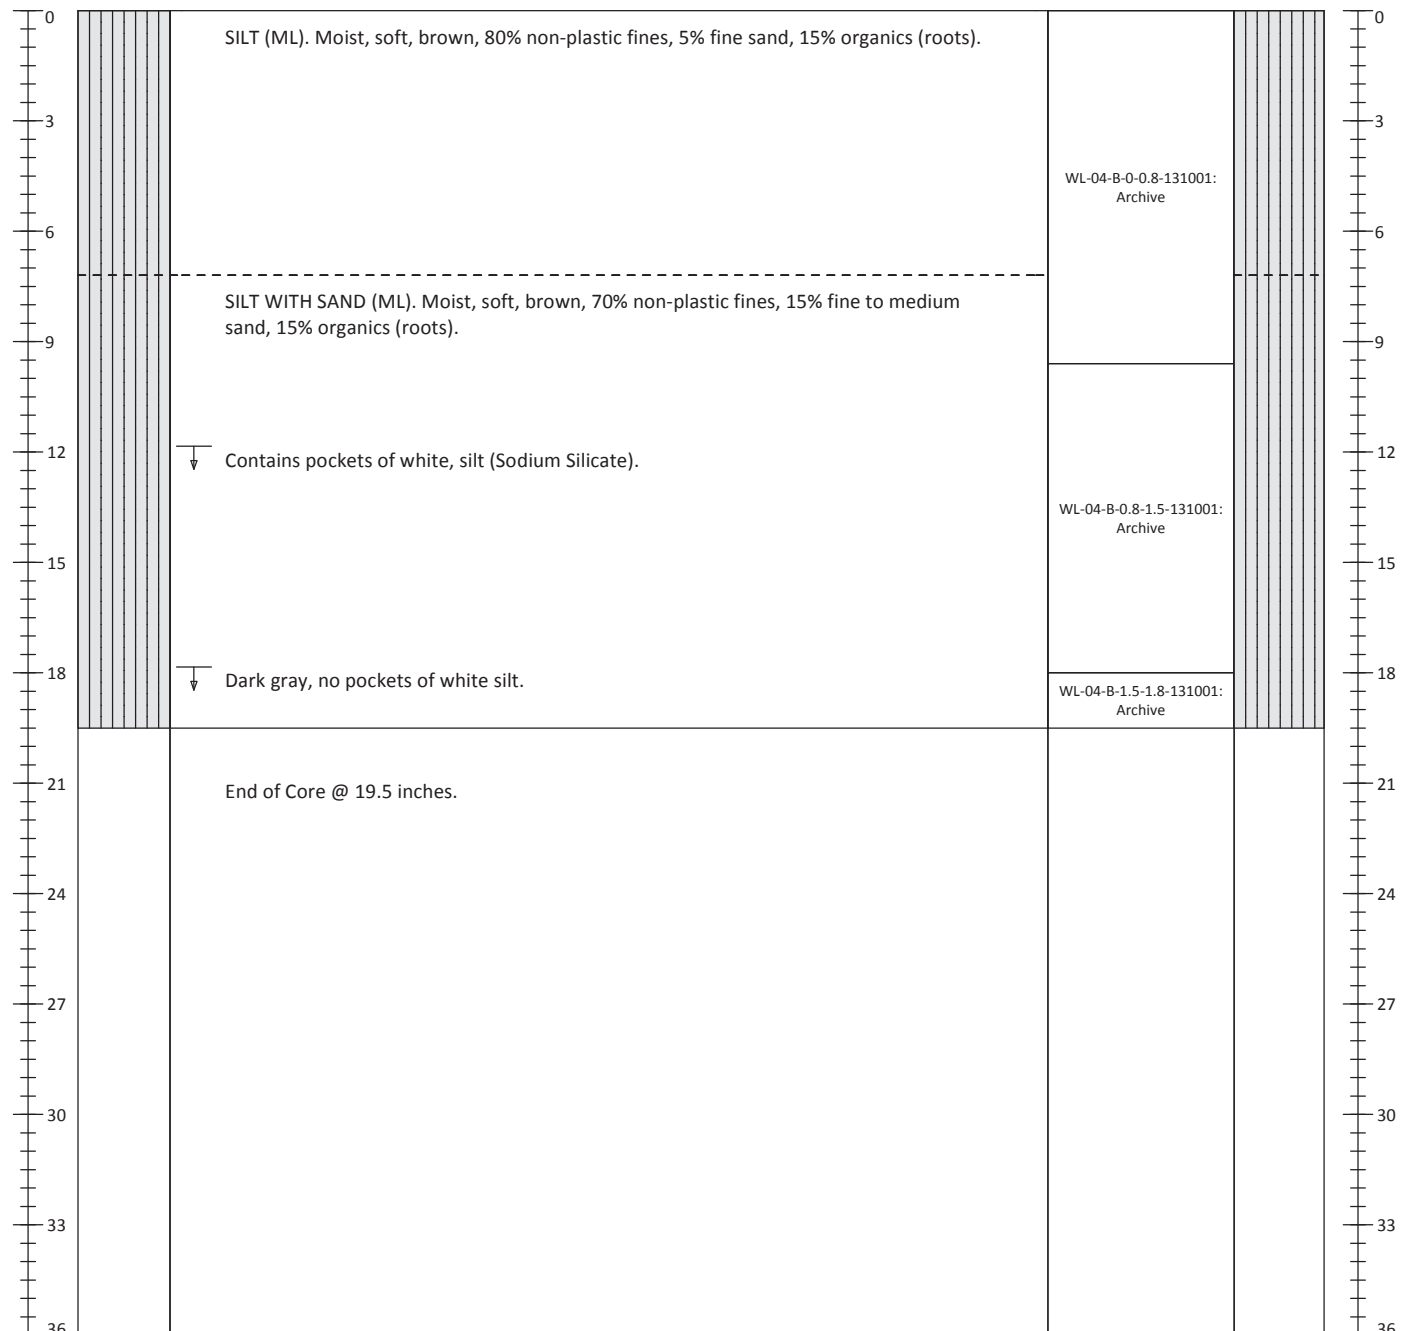 0
SILT (ML). Moist, soft, brown, 80% non-plastic fines, 5% fine sand, 15% organics (roots).
0
3
3
WL-04-B-0-0.8-131001:
Archive
6
6
SILT WITH SAND (ML). Moist, soft, brown, 70% non-plastic fines, 15% fine to medium
sand, 15% organics (roots).
9
9
12
Contains pockets of white, silt (Sodium Silicate).
12
WL-04-B-0.8-1.5-131001:
Archive
15
15
18
Dark gray, no pockets of white silt.
18
WL-04-B-1.5-1.8-131001:
Archive
21
End of Core @ 19.5 inches.
21
24
24
27
27
30
30
33
33
36
36